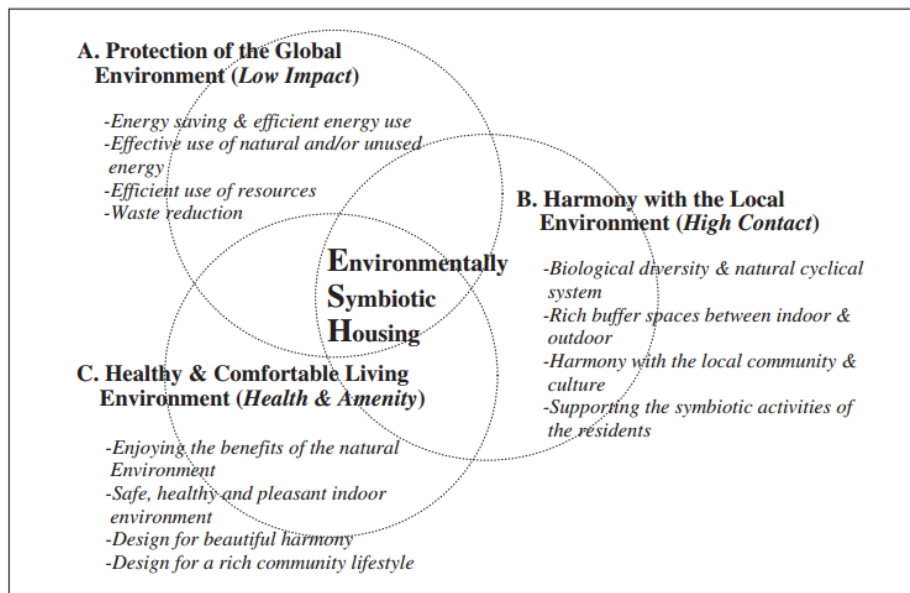 A. Protection of the Global
Environment (Low Impact)
-Energy saving & efficient energy use
-Effective use of natural and/or unused
energy
-Efficient use of resources
-Waste reduction
B. Harmony with the Local
Environment (High Contact)
-Biological diversity & natural cyclical
system
-Rich buffer spaces between indoor &
outdoor
-Harmony with the local community &
culture
-Supporting the symbiotic activities of
the residents
Environmentally
Symbiotic
Housing
C. Healthy & Comfortable Living
Environment (Health & Amenity)
-Enjoying the benefits of the natural
Environment
-Safe, healthy and pleasant indoor
environment
-Design for beautiful harmony
-Design for a rich community lifestyle